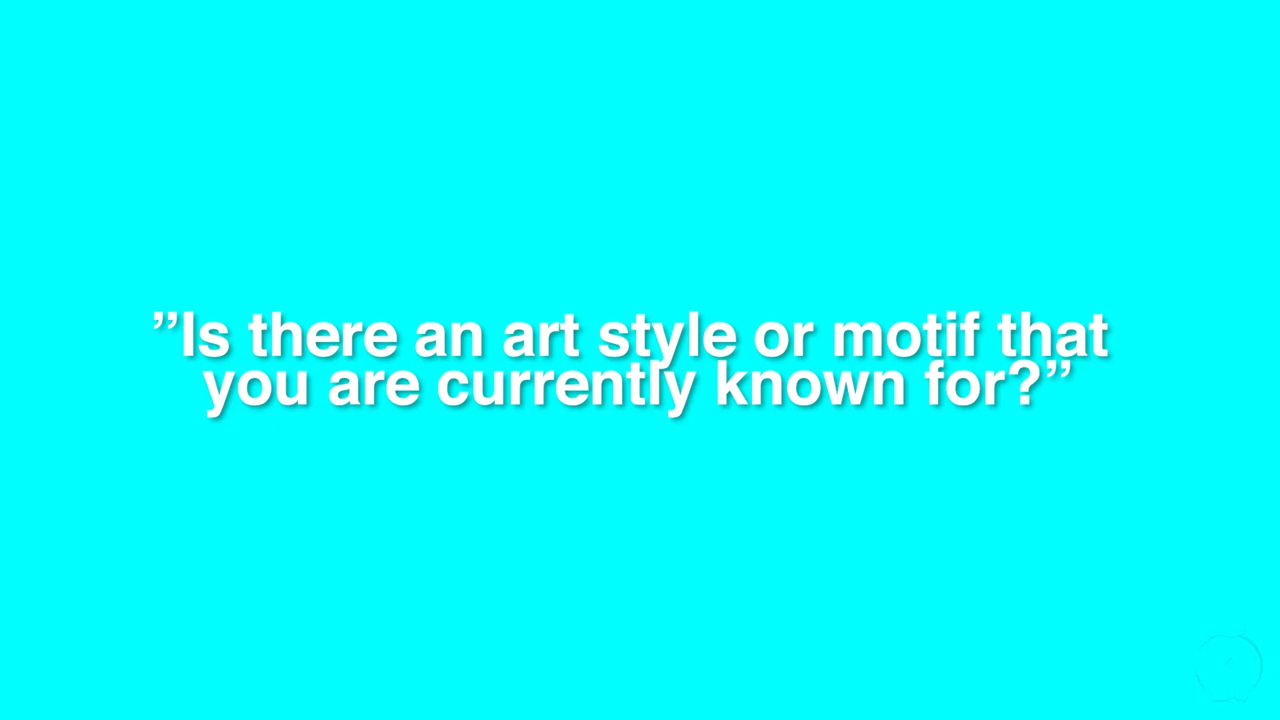 ”Is there an art style or motif that
you are currently known for?”